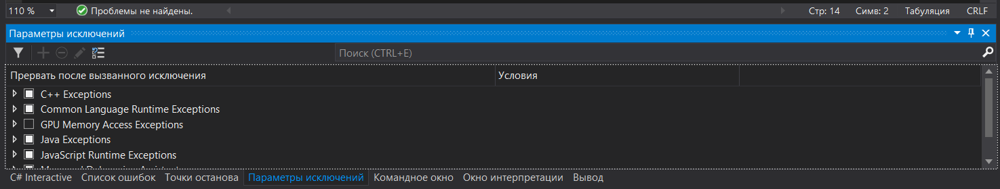 110 % Проблемы не найдены. Стр: 14 Симв: 2 Табуляция CRLF
Параметры исключений
Поиск (CTRL+E)
Прервать после вызванного исключения Условия
C++ Exceptions
Common Language Runtime Exceptions
GPU Memory Access Exceptions
Java Exceptions
JavaScript Runtime Exceptions
C# Interactive Список ошибок Точки останова Параметры исключений Командное окно Окно интерпретации Вывод